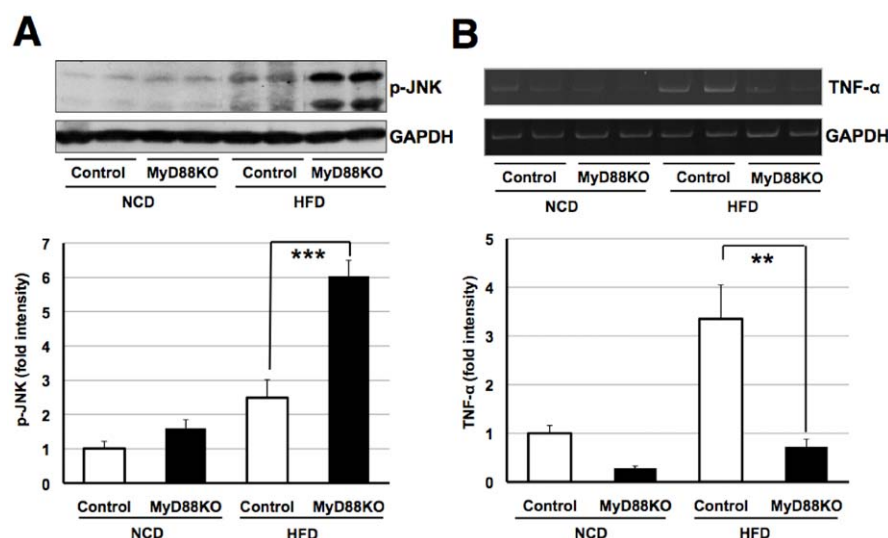 A
p-JNK
GAPDH
Control MyD88KO Control MyD88KO
NCD HFD
p-JNK (fold intensity)
7
6
5
4
3
2
1
0
***
Control MyD88KO Control MyD88KO
NCD HFD
B
TNF-α
GAPDH
Control MyD88KO Control MyD88KO
NCD HFD
TNF-α (fold intensity)
5
4
3
2
1
0
**
Control MyD88KO Control MyD88KO
NCD HFD